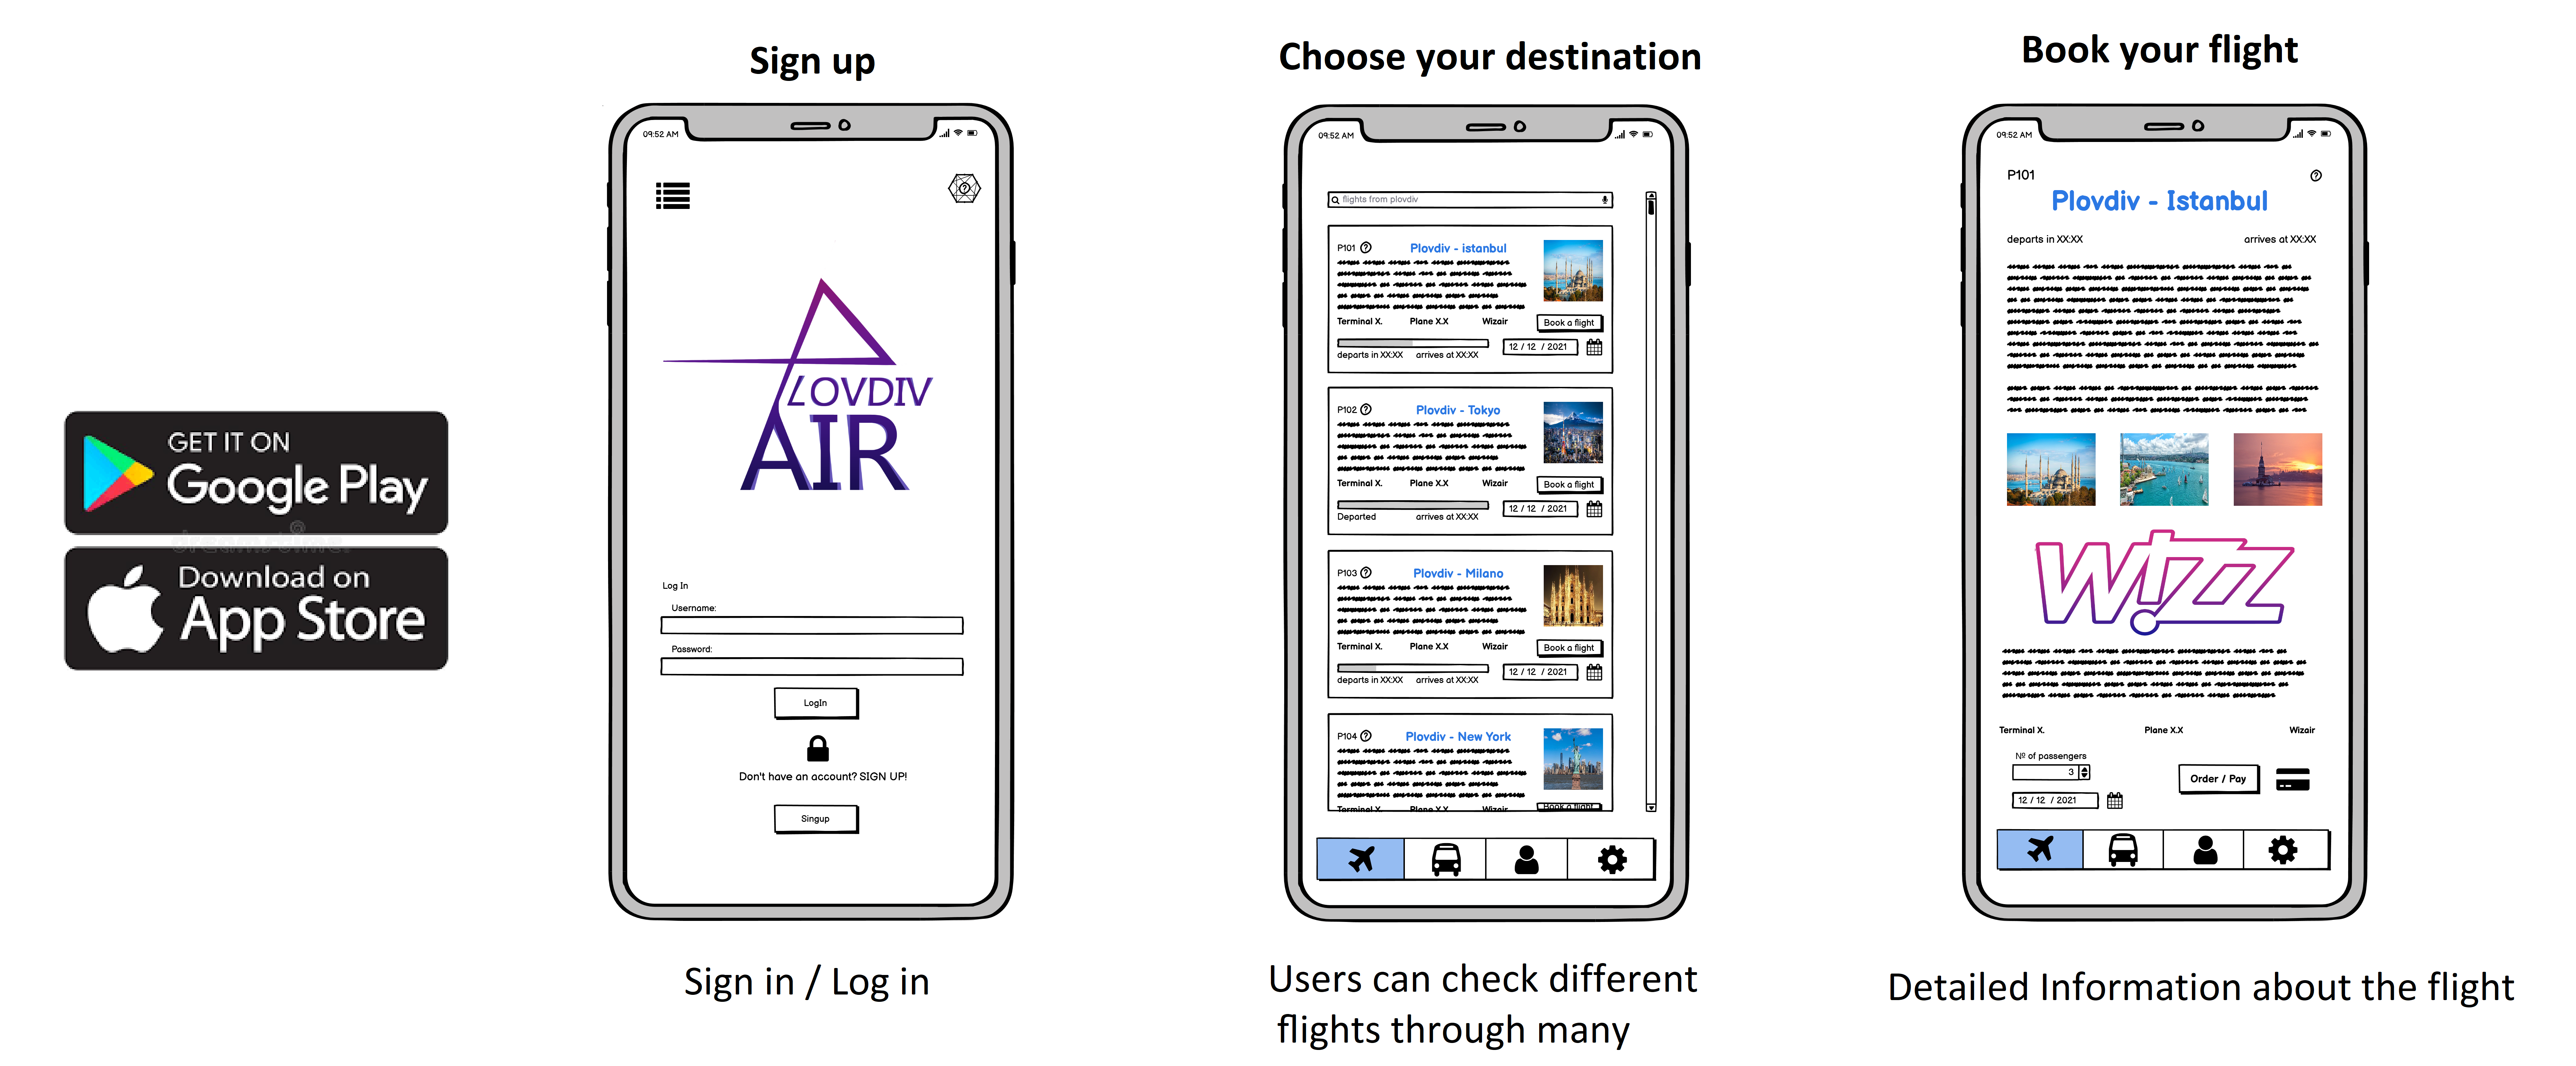 GET IT ON
Google Play
dreamstime.
Download on
App Store
Sign up
09:52 AM
LOVDIV
AIR
Log In
Username:
Password:
LogIn
Don't have an account? SIGN UP!
Singup
Sign in / Log in
Choose your destination
09:52 AM
flights from plovdiv
P101 ? Plovdiv - istanbul
Terminal X. Plane X.X Wizair Book a flight
departs in XX:XX arrives at XX:XX 12 / 12 / 2021
P102 ? Plovdiv - Tokyo
Terminal X. Plane X.X Wizair Book a flight
Departed arrives at XX:XX 12 / 12 / 2021
P103 ? Plovdiv - Milano
Terminal X. Plane X.X Wizair Book a flight
departs in XX:XX arrives at XX:XX 12 / 12 / 2021
P104 ? Plovdiv - New York
Terminal X. Plane X.X Wizair Book a flight
Users can check different
flights through many
Book your flight
09:52 AM
P101 ?
Plovdiv - Istanbul
departs in XX:XX arrives at XX:XX
WIZZ
Terminal X. Plane X.X Wizair
Nº of passengers
3
Order / Pay
12 / 12 / 2021
Detailed Information about the flight